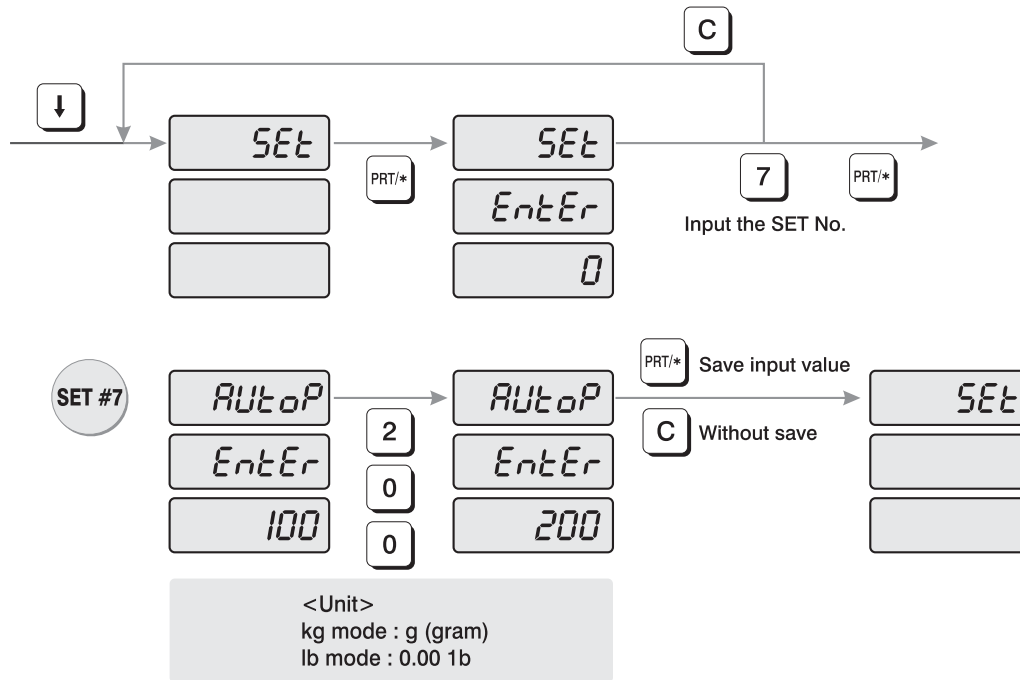 C
↓
SEt
SEt
PRT/*
7
PRT/*
EntEr
Input the SET No.
0
SET #7
AUtoP
AUtoP
PRT/*
Save input value
SEt
2
C
Without save
EntEr
EntEr
0
100
200
0
<Unit>
kg mode : g (gram)
lb mode : 0.00 1b